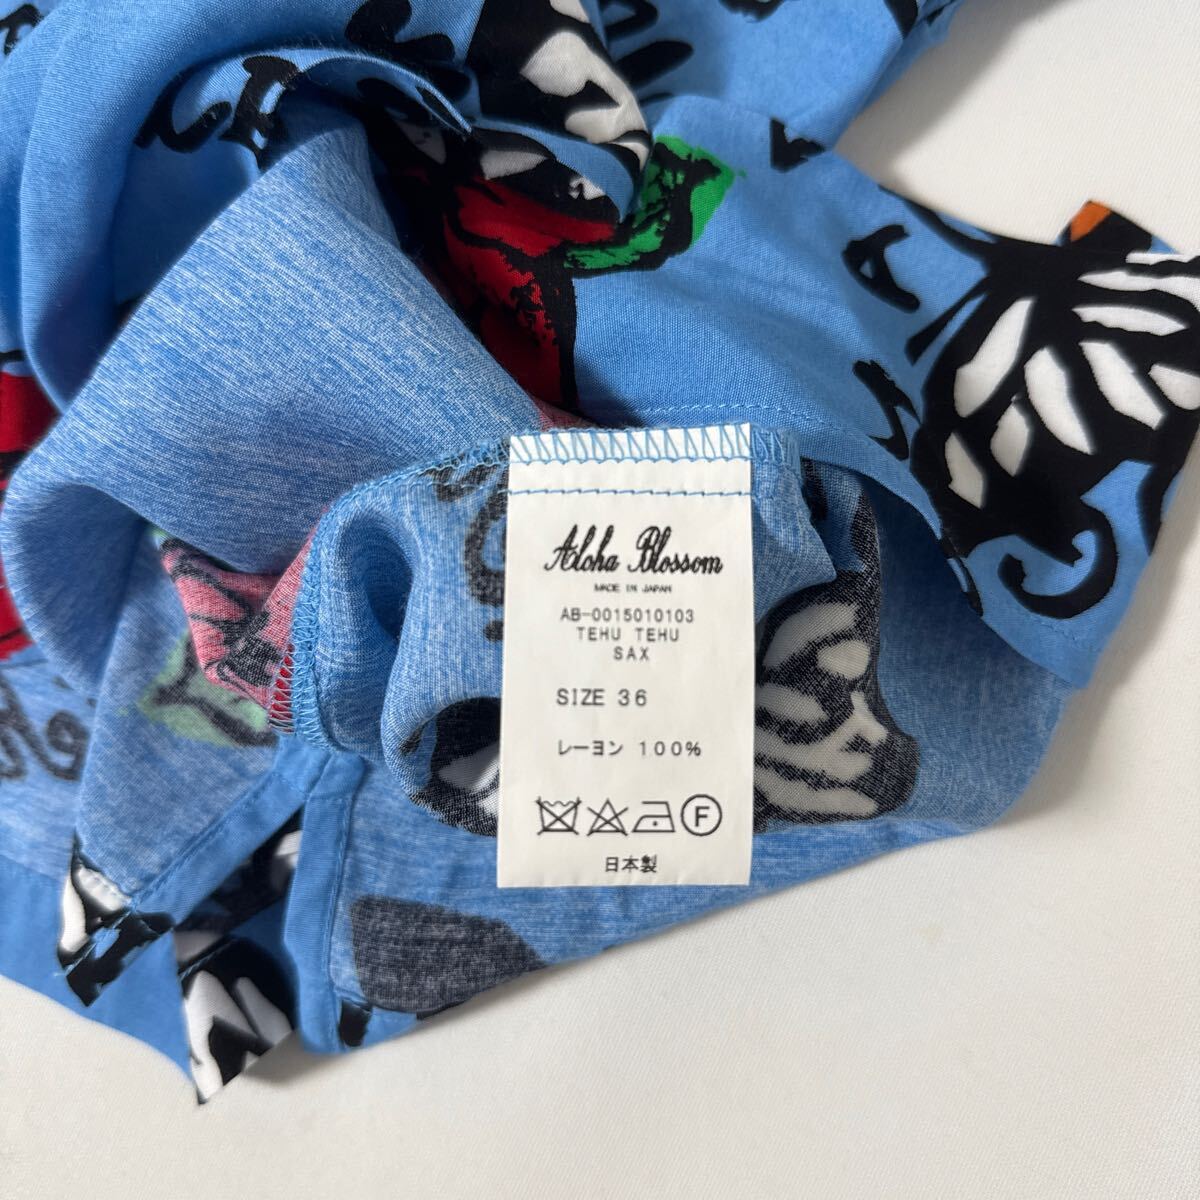 Aloha Blossom
MADE IN JAPAN
AB-0015010103
TEHU TEHU
SAX
SIZE 36
レーヨン 100%
F
日本製